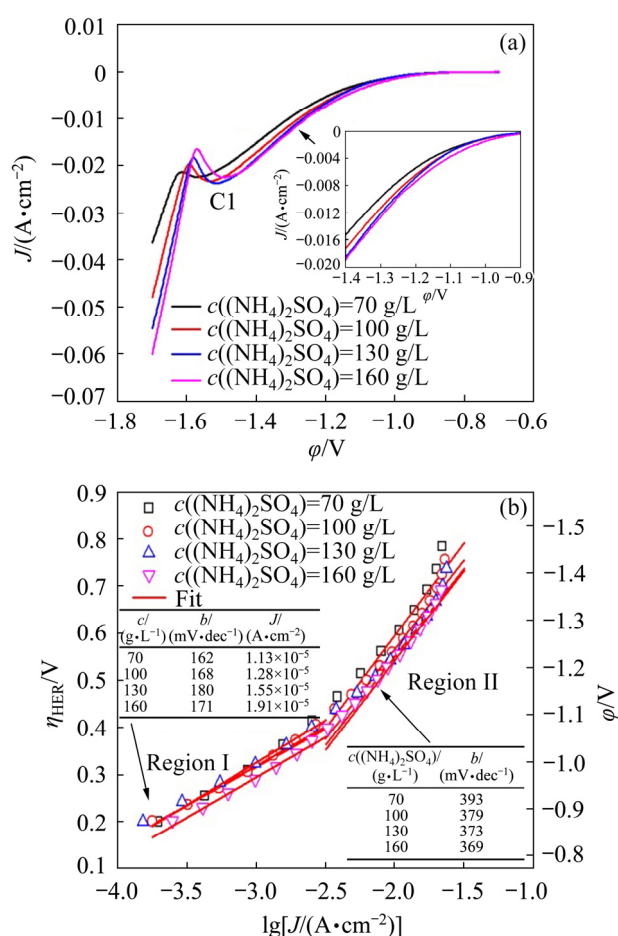 (a)
0
−0.01
−0.02
−0.03
−0.04
−0.05
−0.06
−0.07
J/(A•cm⁻²)
C1
0
−0.004
−0.008
−0.012
−0.016
−0.020
J/(A•cm⁻²)
−1.4 −1.3 −1.2 −1.1 −1.0 −0.9
φ/V
c((NH₄)₂SO₄)=70 g/L
c((NH₄)₂SO₄)=100 g/L
c((NH₄)₂SO₄)=130 g/L
c((NH₄)₂SO₄)=160 g/L
−1.8 −1.6 −1.4 −1.2 −1.0 −0.8 −0.6
φ/V
(b)
0.9
0.8
0.7
0.6
0.5
0.4
0.3
0.2
0.1
η_HER/V
c((NH₄)₂SO₄)=70 g/L
c((NH₄)₂SO₄)=100 g/L
c((NH₄)₂SO₄)=130 g/L
c((NH₄)₂SO₄)=160 g/L
Fit
c/ b/ J/
(g•L⁻¹) (mV•dec⁻¹) (A•cm⁻²)
70 162 1.13×10⁻⁵
100 168 1.28×10⁻⁵
130 180 1.55×10⁻⁵
160 171 1.91×10⁻⁵
Region I
Region II
c((NH₄)₂SO₄)/ b/
(g•L⁻¹) (mV•dec⁻¹)
70 393
100 379
130 373
160 369
−1.5
−1.4
−1.3
−1.2
−1.1
−1.0
−0.9
−0.8
φ/V
−4.0 −3.5 −3.0 −2.5 −2.0 −1.5 −1.0
lg[J/(A•cm⁻²)]